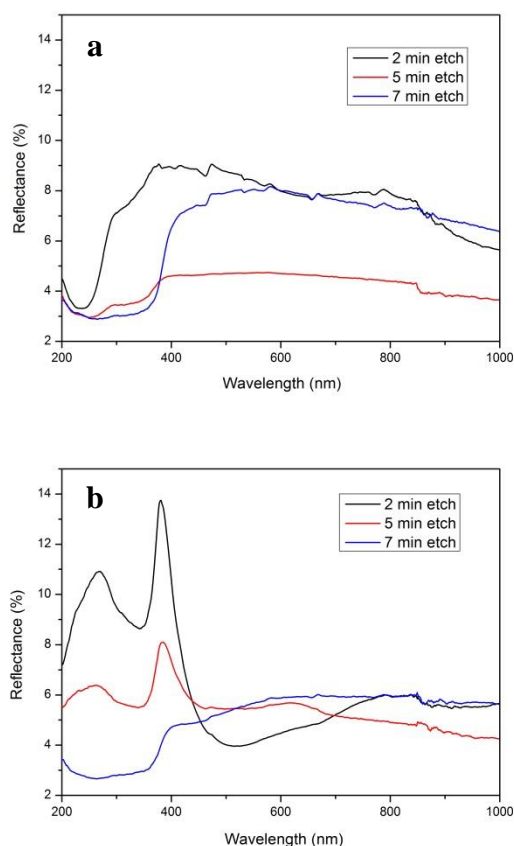 a
14
12
10
8
6
4
2
Reflectance (%)
2 min etch
5 min etch
7 min etch
200 400 600 800 1000
Wavelength (nm)
b
14
12
10
8
6
4
2
Reflectance (%)
2 min etch
5 min etch
7 min etch
200 400 600 800 1000
Wavelength (nm)